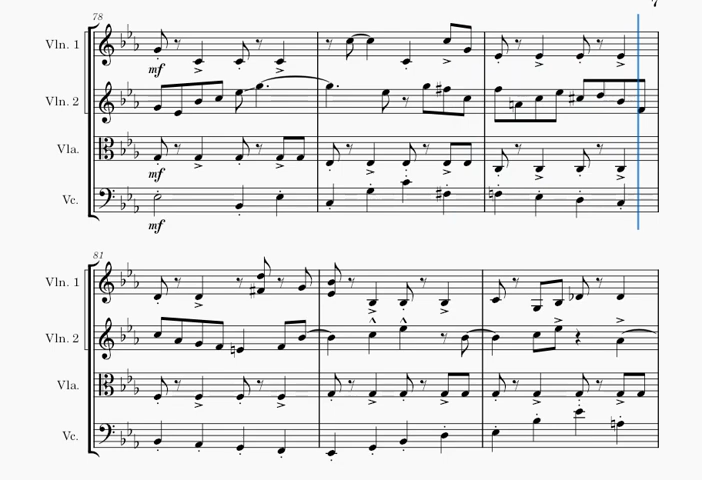 7
78
Vln. 1
mf
Vln. 2
Vla.
mf
Vc.
mf
81
Vln. 1
Vln. 2
Vla.
Vc.